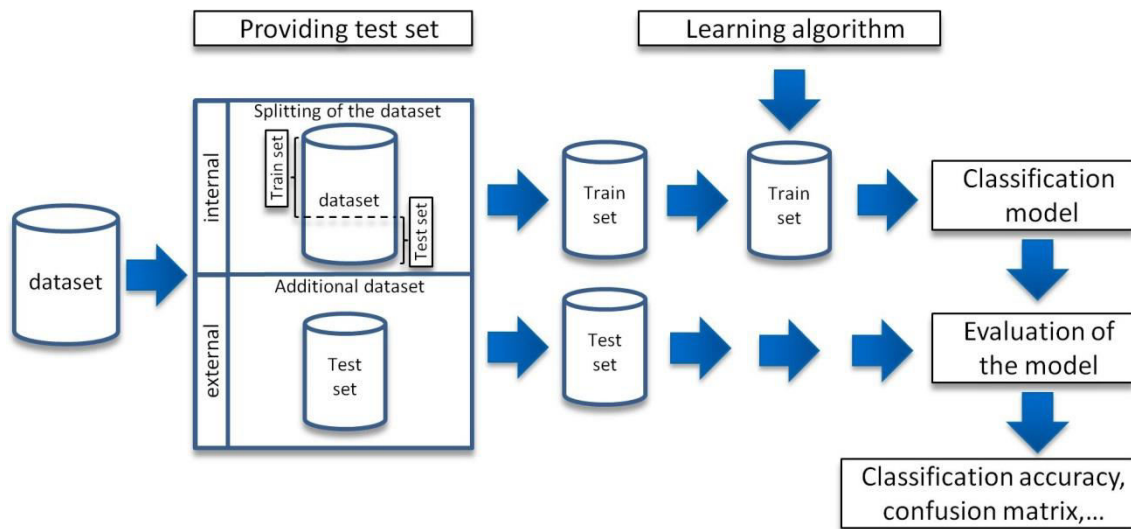 Providing test set
Learning algorithm
dataset
internal
Splitting of the dataset
Train set
dataset
Test set
external
Additional dataset
Test
set
Train
set
Train
set
Classification
model
Test
set
Evaluation of
the model
Classification accuracy,
confusion matrix,...